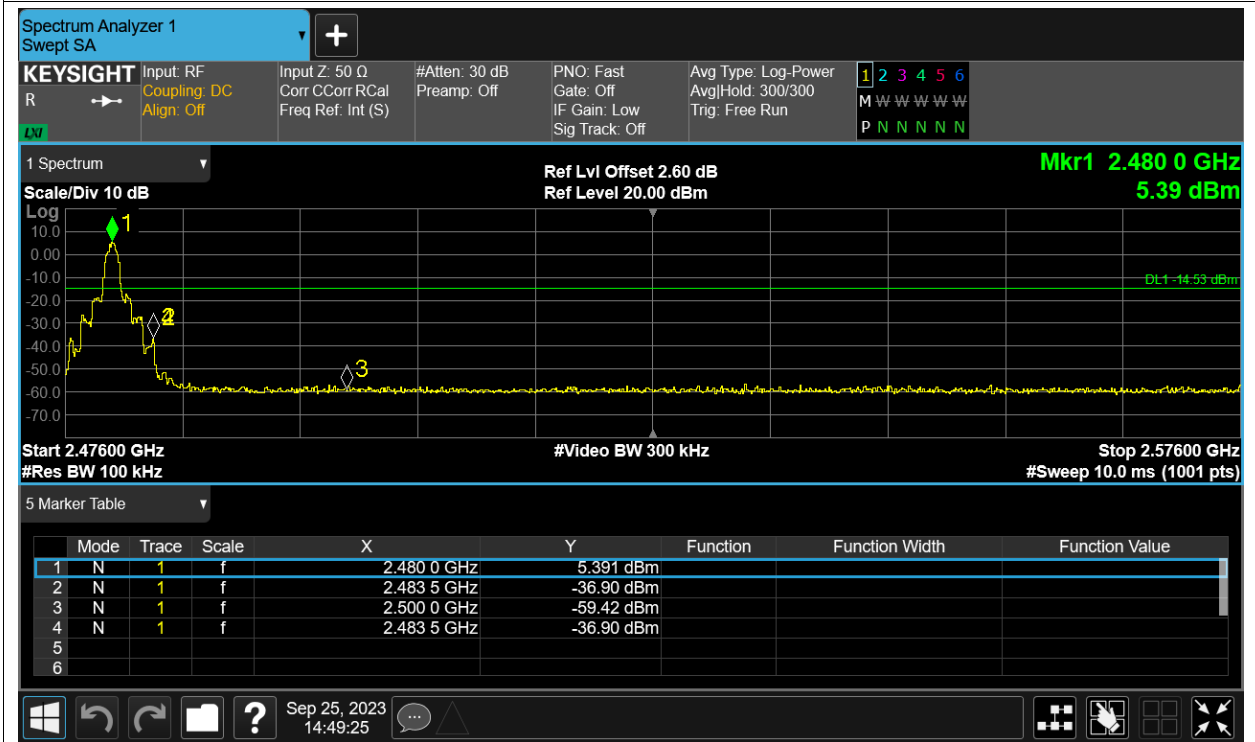 Spectrum Analyzer 1
Swept SA
KEYSIGHT Input: RF Input Z: 50 Ω #Atten: 30 dB PNO: Fast Avg Type: Log-Power 1 2 3 4 5 6
R Coupling: DC Corr CCorr RCal Preamp: Off Gate: Off Avg|Hold: 300/300 M W W W W W
Align: Off Freq Ref: Int (S) IF Gain: Low Trig: Free Run
LXI Sig Track: Off P N N N N N
1 Spectrum Ref Lvl Offset 2.60 dB Mkr1 2.480 0 GHz
Scale/Div 10 dB Ref Level 20.00 dBm 5.39 dBm
Log
1
10.0
0.00
-10.0
DL1 -14.53 dBm
-20.0
-30.0
-40.0
3
-50.0
-60.0
-70.0
Start 2.47600 GHz #Video BW 300 kHz Stop 2.57600 GHz
#Res BW 100 kHz #Sweep 10.0 ms (1001 pts)
5 Marker Table
Mode Trace Scale X Y Function Function Width Function Value
1 N 1 f 2.480 0 GHz 5.391 dBm
2 N 1 f 2.483 5 GHz -36.90 dBm
3 N 1 f 2.500 0 GHz -59.42 dBm
4 N 1 f 2.483 5 GHz -36.90 dBm
5
6
? Sep 25, 2023
14:49:25